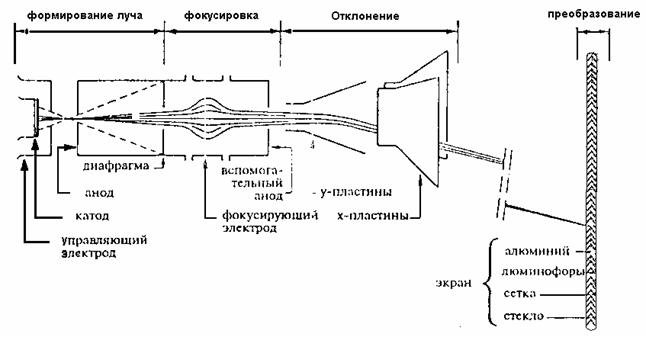 формирование луча
фокусировка
Отклонение
преобразование
диафрагма
анод
катод
управляющий
электрод
вспомога-
тельный
анод
фокусирующий
электрод
у-пластины
х-пластины
экран
алюминий
люминофоры
сетка
стекло